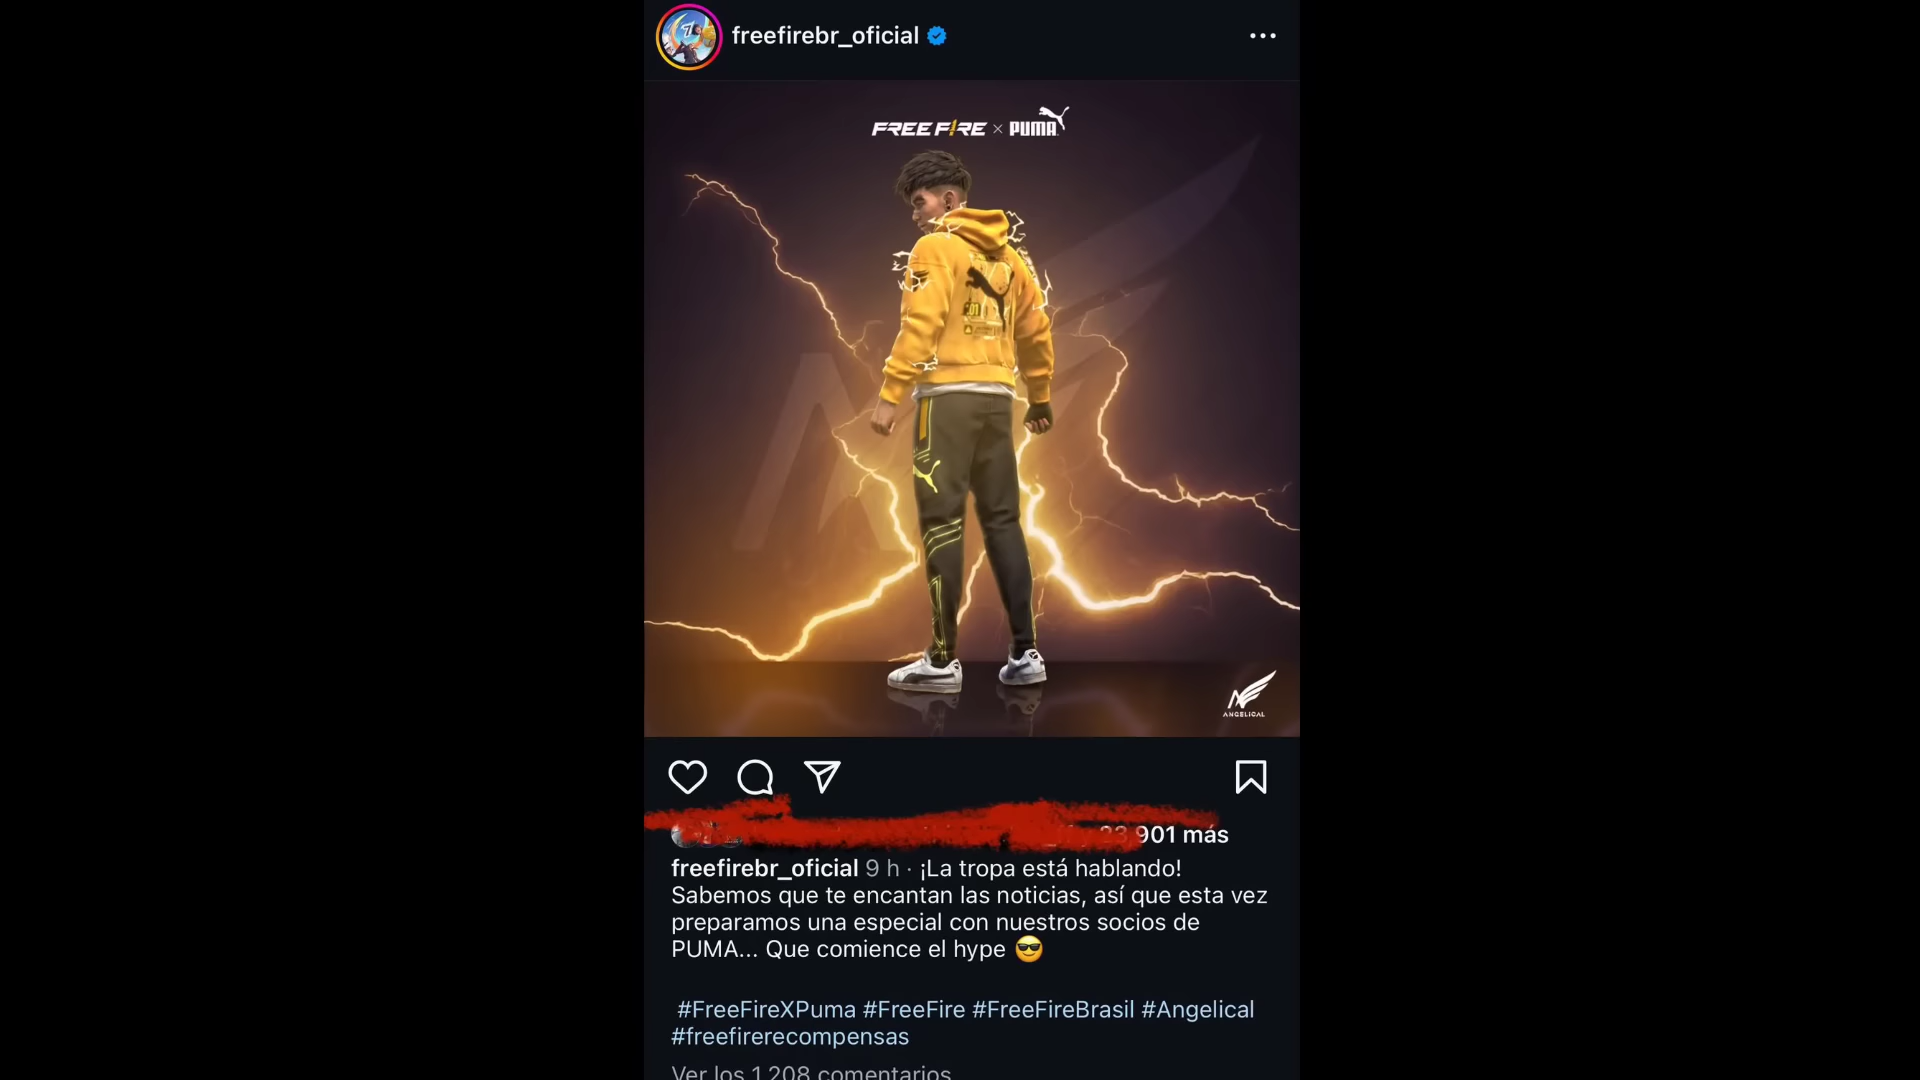 freefirebr_oficial
FREE FIRE × PUMA
01
ANGELICAL
23 901 más
freefirebr_oficial 9 h · ¡La tropa está hablando!
Sabemos que te encantan las noticias, así que esta vez
preparamos una especial con nuestros socios de
PUMA... Que comience el hype 😎
#FreeFireXPuma #FreeFire #FreeFireBrasil #Angelical
#freefirerecompensas
Ver los 1.208 comentarios